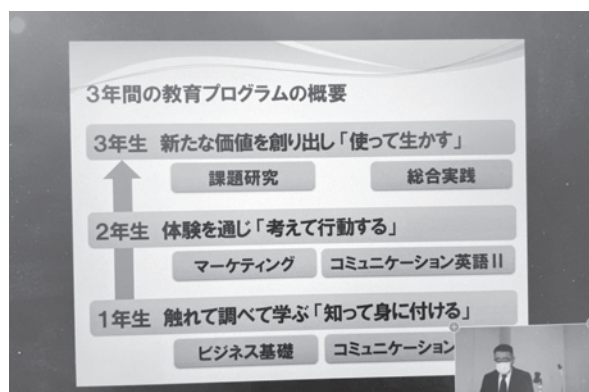 3年間の教育プログラムの概要
3年生 新たな価値を創り出し「使って生かす」
課題研究 総合実践
2年生 体験を通じ「考えて行動する」
マーケティング コミュニケーション英語Ⅱ
1年生 触れて調べて学ぶ「知って身に付ける」
ビジネス基礎 コミュニケーション